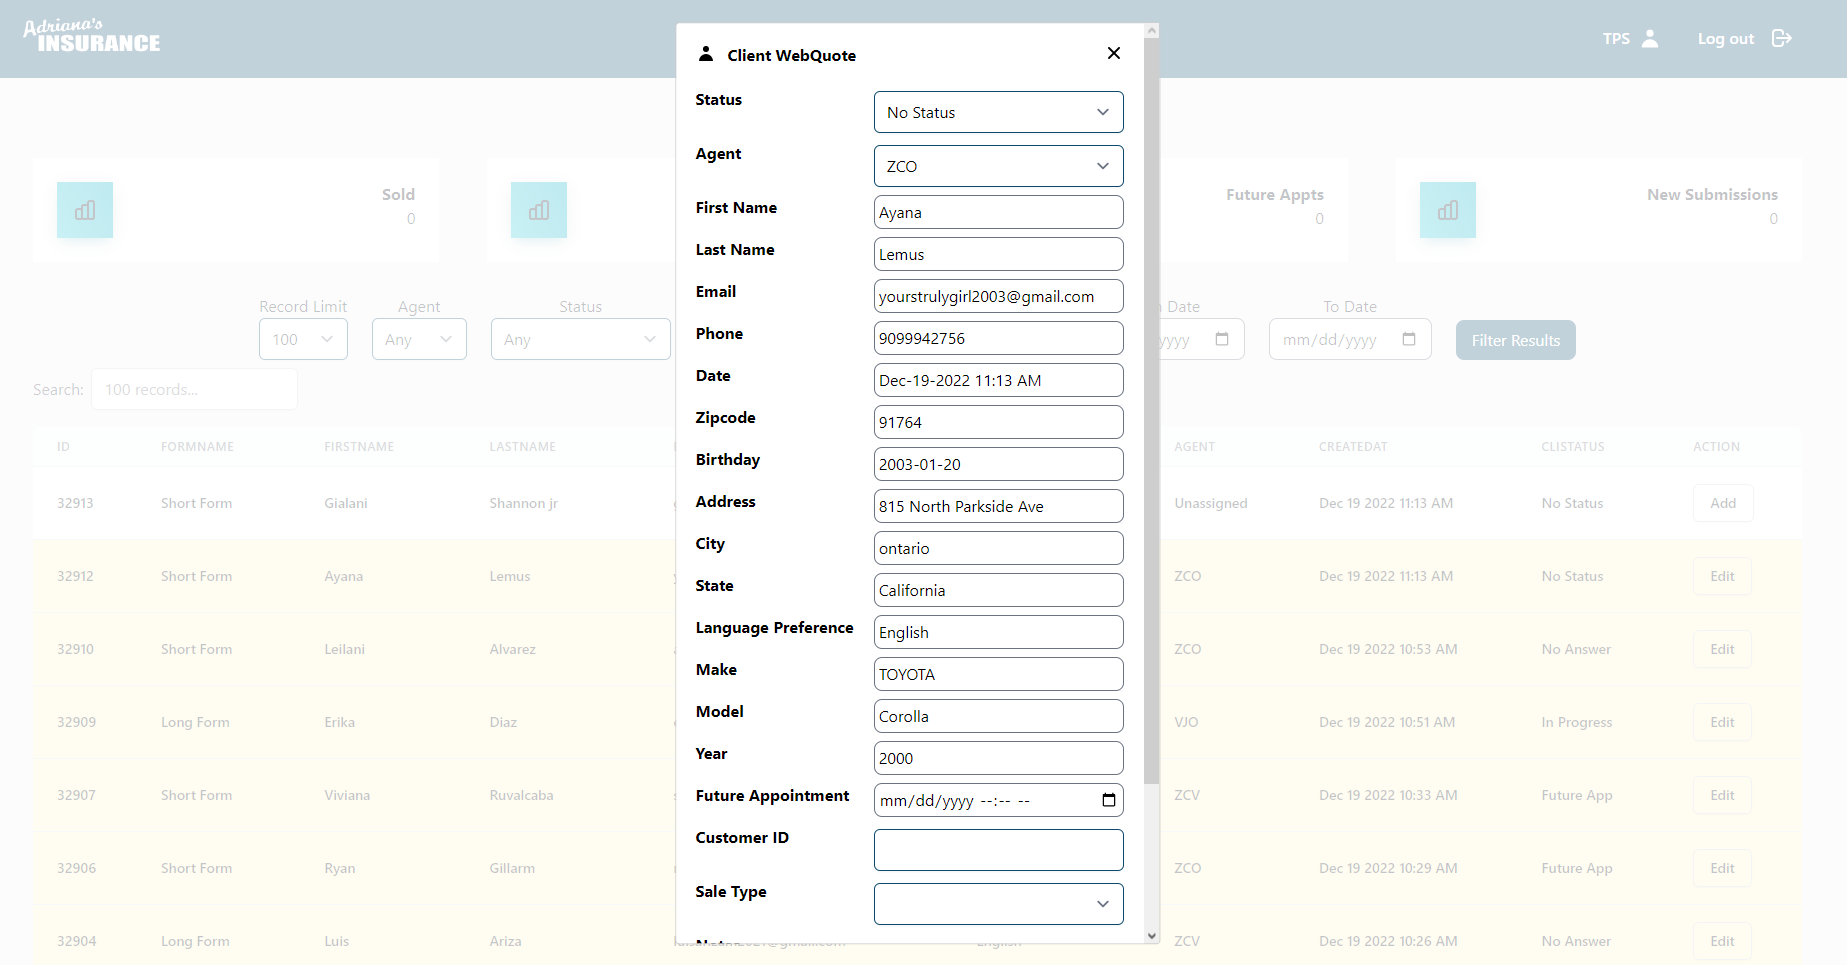 Adriana's
INSURANCE
TPS
Log out
Client WebQuote
Status
No Status
Agent
ZCO
First Name
Ayana
Last Name
Lemus
Email
yourstrulygirl2003@gmail.com
Phone
9099942756
Date
Dec-19-2022 11:13 AM
Zipcode
91764
Birthday
2003-01-20
Address
815 North Parkside Ave
City
ontario
State
California
Language Preference
English
Make
TOYOTA
Model
Corolla
Year
2000
Future Appointment
mm/dd/yyyy --:-- --
Customer ID
Sale Type
Sold
0
Future Appts
0
New Submissions
0
Record Limit
100
Agent
Any
Status
Any
Date
yyyy
To Date
mm/dd/yyyy
Filter Results
Search: 100 records...
ID FORMNAME FIRSTNAME LASTNAME AGENT CREATEDAT CLISTATUS ACTION
32913 Short Form Gialani Shannon jr Unassigned Dec 19 2022 11:13 AM No Status Add
32912 Short Form Ayana Lemus ZCO Dec 19 2022 11:13 AM No Status Edit
32910 Short Form Leilani Alvarez ZCO Dec 19 2022 10:53 AM No Answer Edit
32909 Long Form Erika Diaz VJO Dec 19 2022 10:51 AM In Progress Edit
32907 Short Form Viviana Ruvalcaba ZCV Dec 19 2022 10:33 AM Future App Edit
32906 Short Form Ryan Gillarm ZCO Dec 19 2022 10:29 AM Future App Edit
32904 Long Form Luis Ariza English ZCV Dec 19 2022 10:26 AM No Answer Edit